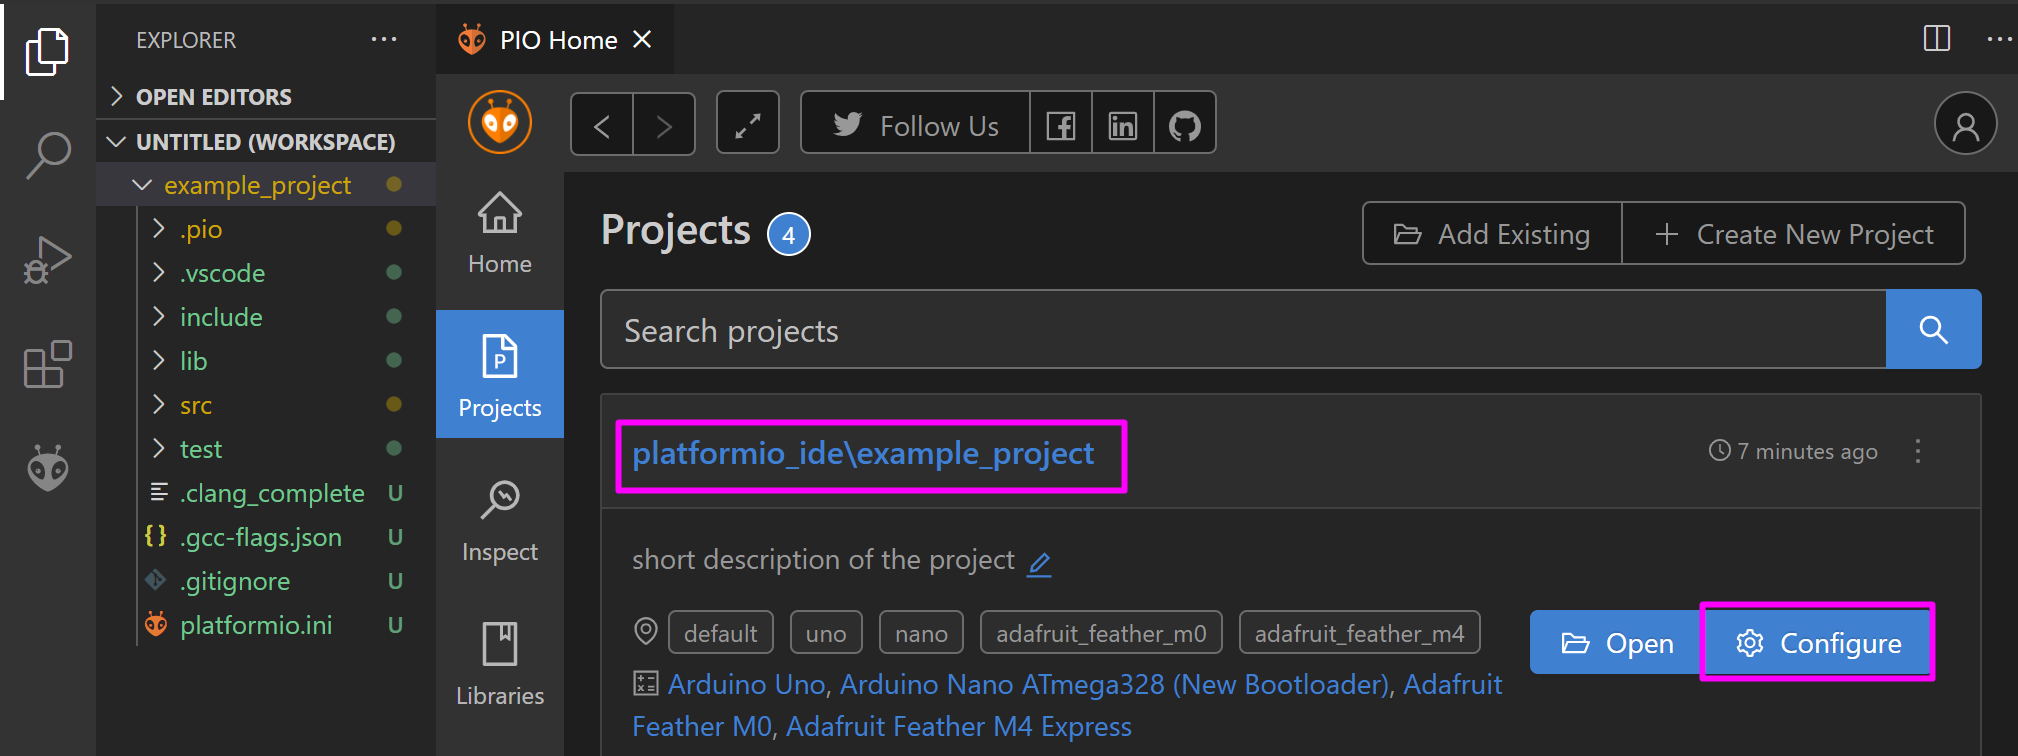 EXPLORER
OPEN EDITORS
UNTITLED (WORKSPACE)
example_project
.pio
.vscode
include
lib
src
test
.clang_complete U
{} .gcc-flags.json U
.gitignore U
platformio.ini U
PIO Home
Follow Us
Home
Projects
Inspect
Libraries
Projects 4
Add Existing
Create New Project
Search projects
platformio_ide\example_project
7 minutes ago
short description of the project
default uno nano adafruit_feather_m0 adafruit_feather_m4
Open Configure
Arduino Uno, Arduino Nano ATmega328 (New Bootloader), Adafruit
Feather M0, Adafruit Feather M4 Express